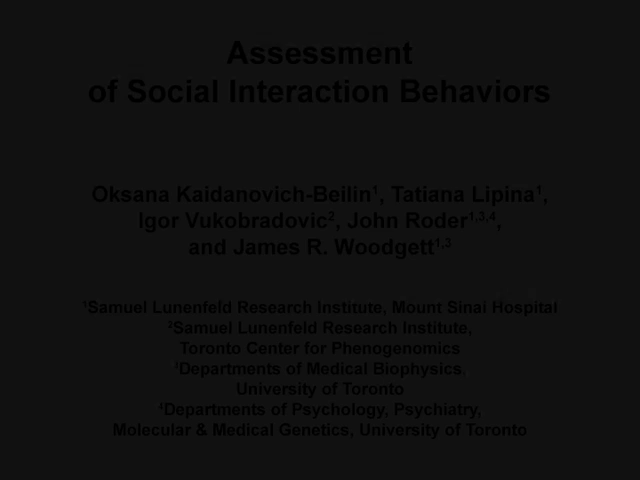 Assessment
of Social Interaction Behaviors
Oksana Kaidanovich-Beilin¹, Tatiana Lipina¹,
Igor Vukobradovic², John Roder¹,³,⁴,
and James R. Woodgett¹,³
¹Samuel Lunenfeld Research Institute, Mount Sinai Hospital
²Samuel Lunenfeld Research Institute,
Toronto Center for Phenogenomics
³Departments of Medical Biophysics,
University of Toronto
⁴Departments of Psychology, Psychiatry,
Molecular & Medical Genetics, University of Toronto